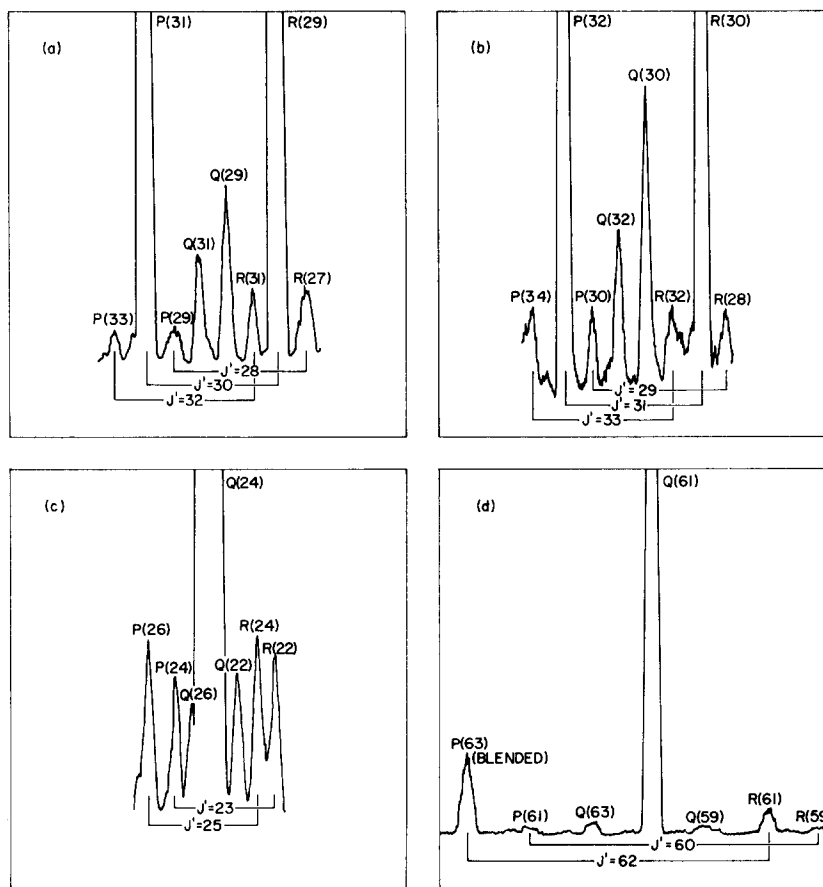 (a)
P(31)
R(29)
Q(29)
Q(31)
R(31)
R(27)
P(33)
P(29)
J'=28
J'=30
J'=32
(b)
P(32)
R(30)
Q(30)
Q(32)
P(34)
P(30)
R(32)
R(28)
J'=29
J'=31
J'=33
(c)
Q(24)
P(26)
R(24)
P(24)
Q(22)
R(22)
Q(26)
J'=23
J'=25
(d)
Q(61)
P(63)
(BLENDED)
P(61)
Q(63)
Q(59)
R(61)
R(59
J'=60
J'=62